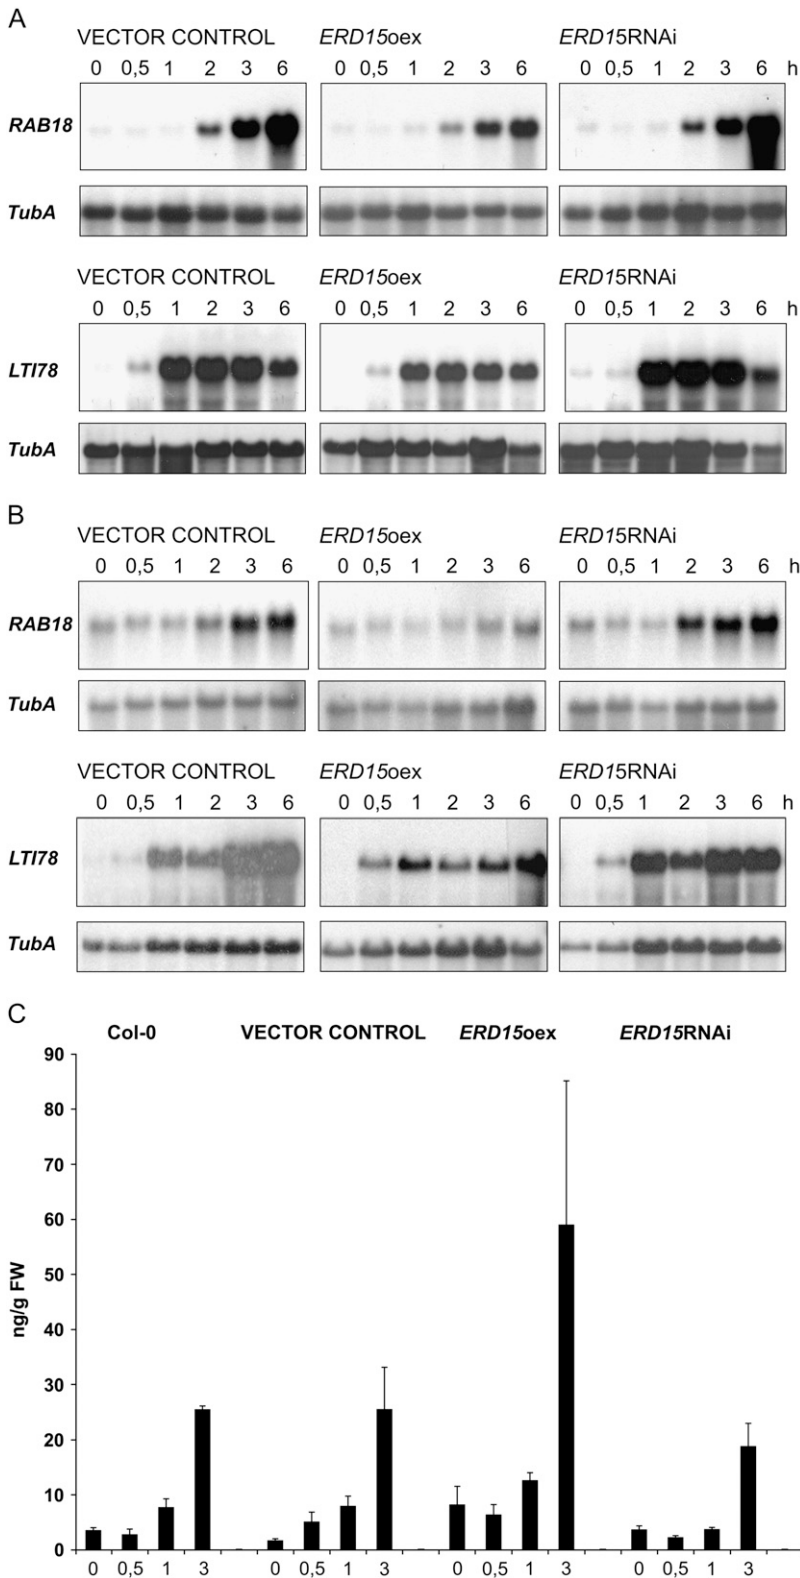 A
VECTOR CONTROL ERD15oex ERD15RNAi
0 0,5 1 2 3 6 0 0,5 1 2 3 6 0 0,5 1 2 3 6 h
RAB18
TubA
VECTOR CONTROL ERD15oex ERD15RNAi
0 0,5 1 2 3 6 0 0,5 1 2 3 6 0 0,5 1 2 3 6 h
LTI78
TubA
B
VECTOR CONTROL ERD15oex ERD15RNAi
0 0,5 1 2 3 6 0 0,5 1 2 3 6 0 0,5 1 2 3 6 h
RAB18
TubA
VECTOR CONTROL ERD15oex ERD15RNAi
0 0,5 1 2 3 6 0 0,5 1 2 3 6 0 0,5 1 2 3 6 h
LTI78
TubA
C
Col-0 VECTOR CONTROL ERD15oex ERD15RNAi
90
80
70
60
50
40
30
20
10
0
ng/g FW
0 0,5 1 3 0 0,5 1 3 0 0,5 1 3 0 0,5 1 3